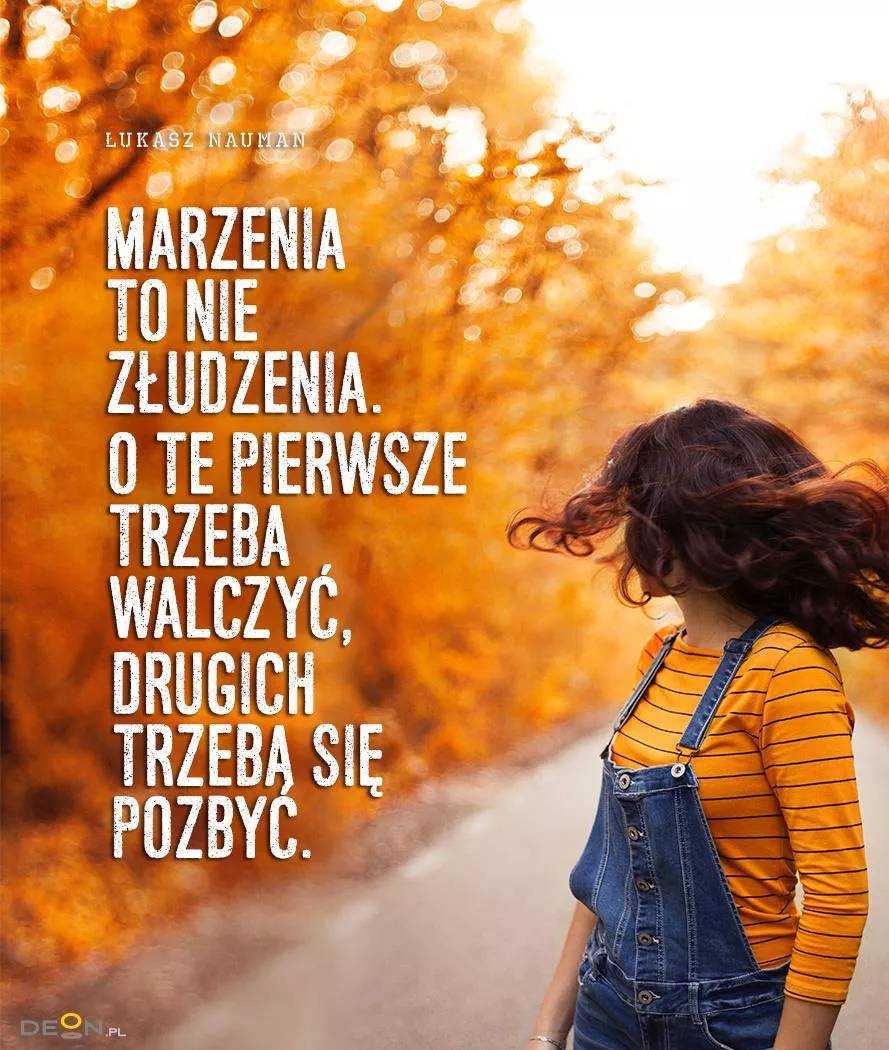 ŁUKASZ NAUMAN
MARZENIA
TO NIE
ZŁUDZENIA.
O TE PIERWSZE
TRZEBA
WALCZYĆ,
DRUGICH
TRZEBA SIĘ
POZBYĆ.
DEON.PL